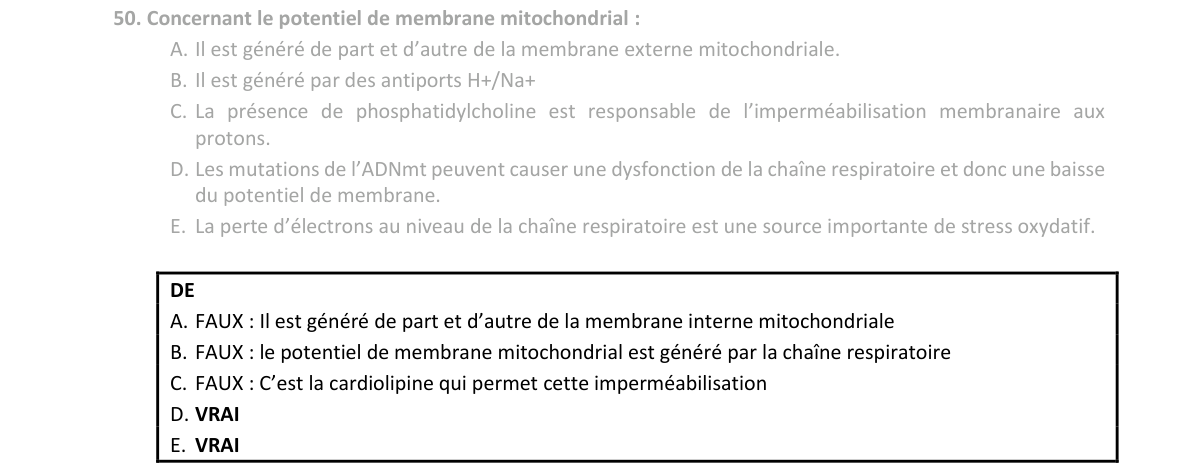 50. Concernant le potentiel de membrane mitochondrial :
A. Il est généré de part et d’autre de la membrane externe mitochondriale.
B. Il est généré par des antiports H+/Na+
C. La présence de phosphatidylcholine est responsable de l’imperméabilisation membranaire aux
protons.
D. Les mutations de l’ADNmt peuvent causer une dysfonction de la chaîne respiratoire et donc une baisse
du potentiel de membrane.
E. La perte d’électrons au niveau de la chaîne respiratoire est une source importante de stress oxydatif.
DE
A. FAUX : Il est généré de part et d’autre de la membrane interne mitochondriale
B. FAUX : le potentiel de membrane mitochondrial est généré par la chaîne respiratoire
C. FAUX : C’est la cardiolipine qui permet cette imperméabilisation
D. VRAI
E. VRAI